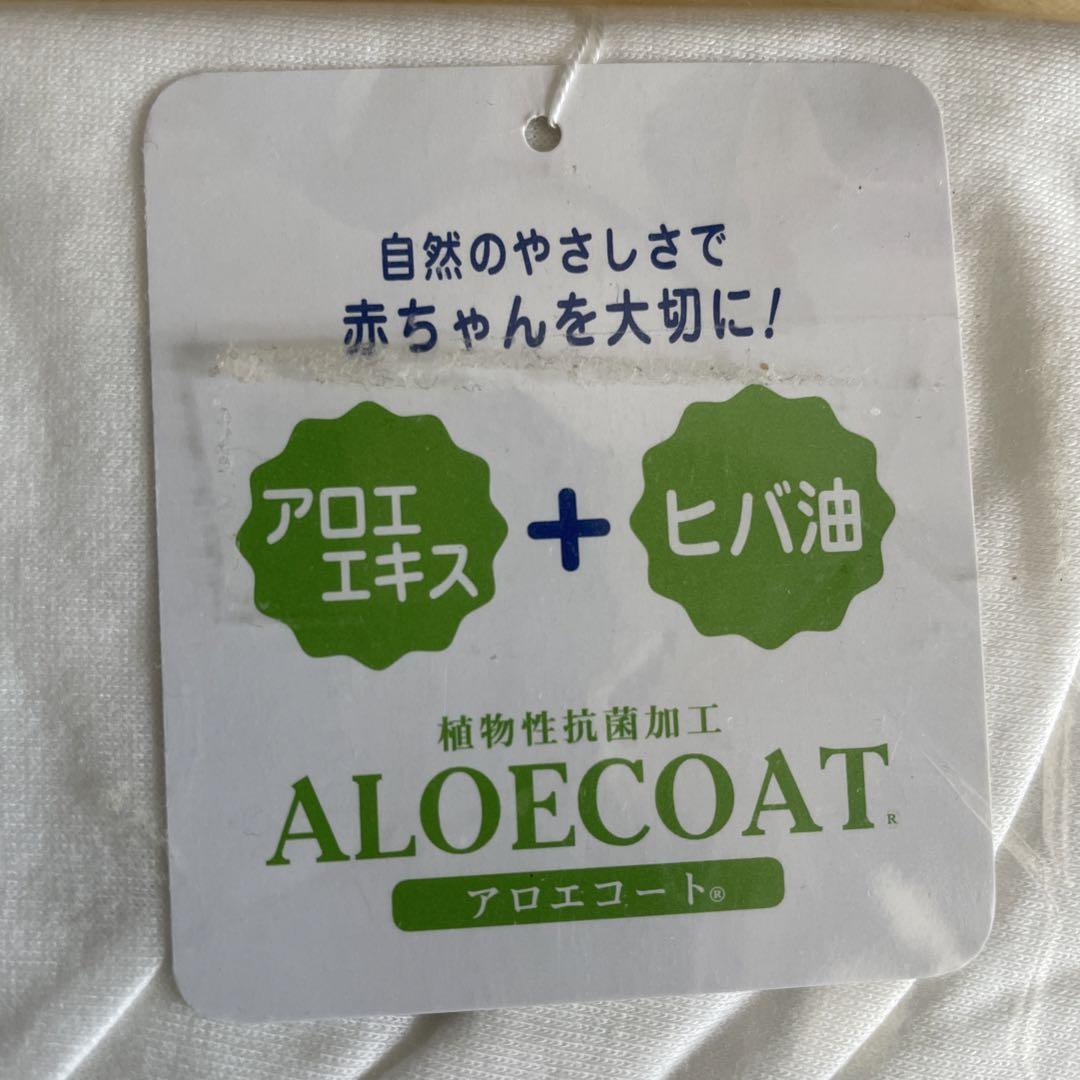 自然のやさしさで
赤ちゃんを大切に!
アロエ
エキス
+
ヒバ油
植物性抗菌加工
ALOECOAT®
アロエコート®